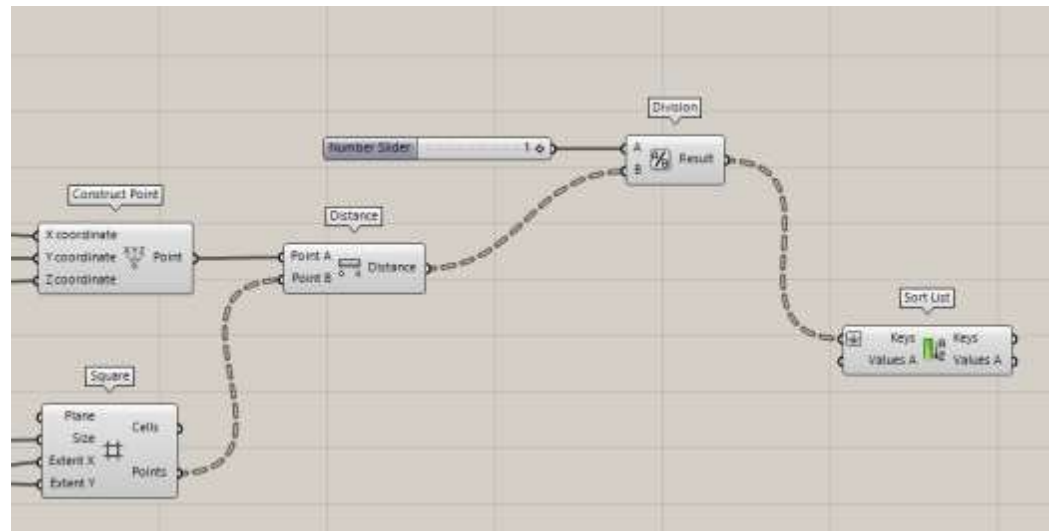 Division
Number Slider 1
A
B
Result
Construct Point
X coordinate
Y coordinate
Z coordinate
XYZ
Point
Distance
Point A
Point B
Distance
Sort List
Keys
Values A
Keys
Values A
Square
Plane
Size
Extent X
Extent Y
Cells
Points